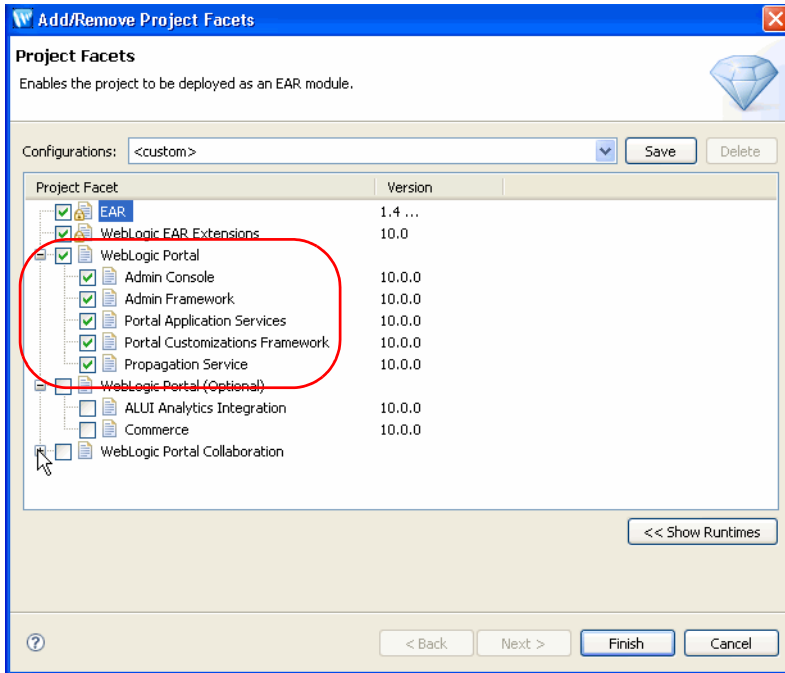 Add/Remove Project Facets
Project Facets
Enables the project to be deployed as an EAR module.
Configurations: <custom> Save Delete
Project Facet Version
EAR 1.4 ...
WebLogic EAR Extensions 10.0
WebLogic Portal
Admin Console 10.0.0
Admin Framework 10.0.0
Portal Application Services 10.0.0
Portal Customizations Framework 10.0.0
Propagation Service 10.0.0
WebLogic Portal (Optional)
ALUI Analytics Integration 10.0.0
Commerce 10.0.0
WebLogic Portal Collaboration
<< Show Runtimes
? < Back Next > Finish Cancel